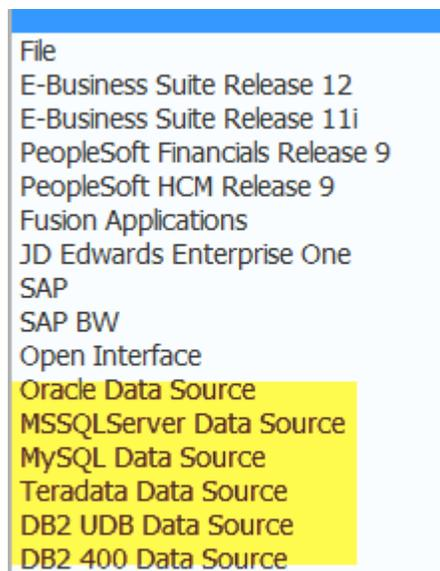 File
E-Business Suite Release 12
E-Business Suite Release 11i
PeopleSoft Financials Release 9
PeopleSoft HCM Release 9
Fusion Applications
JD Edwards Enterprise One
SAP
SAP BW
Open Interface
Oracle Data Source
MSSQLServer Data Source
MySQL Data Source
Teradata Data Source
DB2 UDB Data Source
DB2 400 Data Source